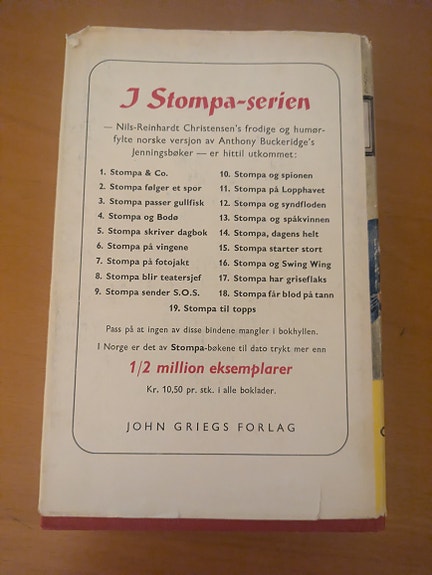 I Stompa-serien
— Nils-Reinhardt Christensen's frodige og humør-
fylte norske versjon av Anthony Buckeridge's
Jenningsbøker — er hittil utkommet:
1. Stompa & Co.
2. Stompa følger et spor
3. Stompa passer gullfisk
4. Stompa og Bodø
5. Stompa skriver dagbok
6. Stompa på vingene
7. Stompa på fotojakt
8. Stompa blir teatersjef
9. Stompa sender S.O.S.
10. Stompa og spionen
11. Stompa på Lopphavet
12. Stompa og syndfloden
13. Stompa og spåkvinnen
14. Stompa, dagens helt
15. Stompa starter stort
16. Stompa og Swing Wing
17. Stompa har griseflaks
18. Stompa får blod på tann
19. Stompa til topps
Pass på at ingen av disse bindene mangler i bokhyllen.
I Norge er det av Stompa-bøkene til dato trykt mer enn
1/2 million eksemplarer
Kr. 10,50 pr. stk. i alle boklader.
JOHN GRIEGS FORLAG